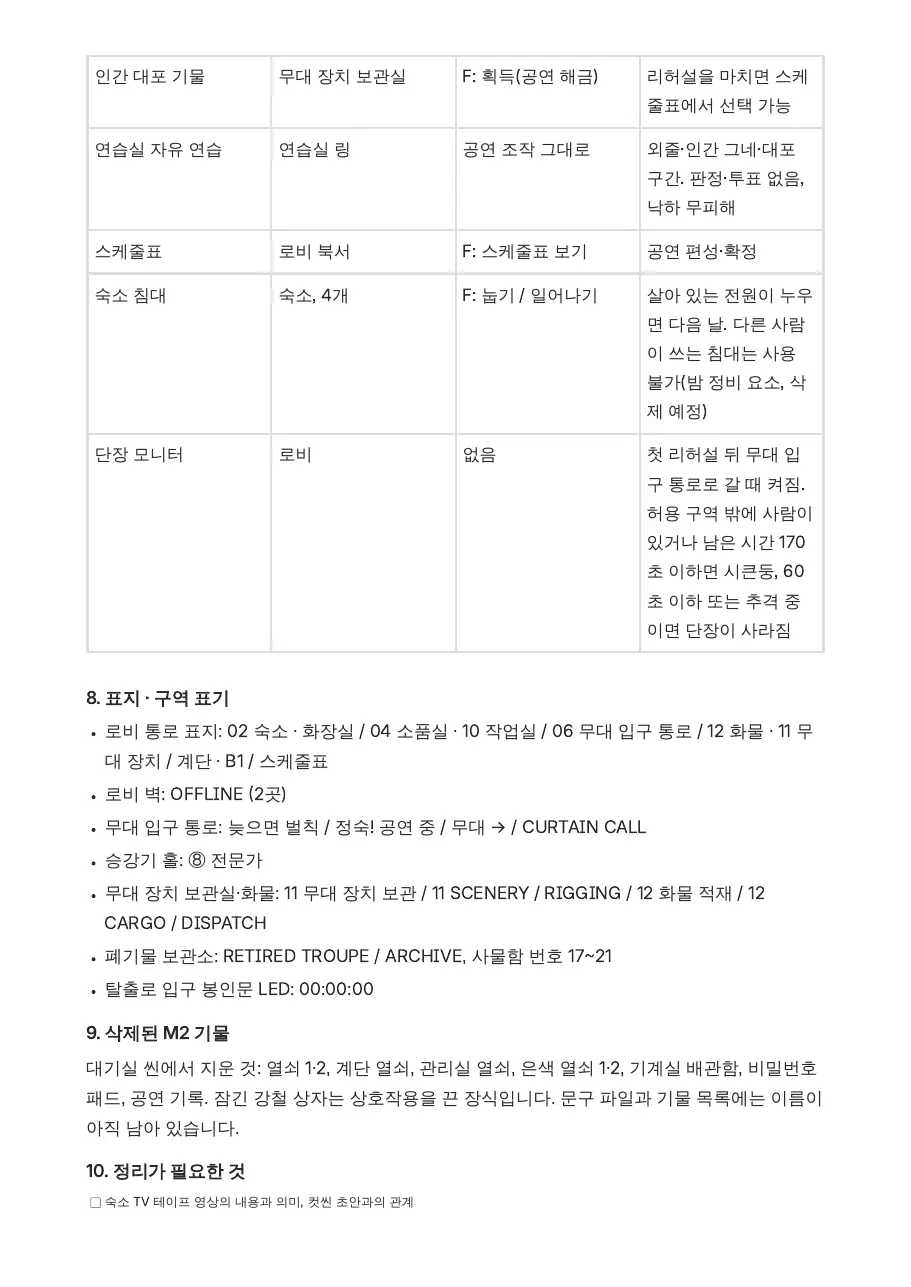 인간 대포 기물
무대 장치 보관실
F: 획득(공연 해금)
리허설을 마치면 스케
줄표에서 선택 가능
연습실 자유 연습
연습실 링
공연 조작 그대로
외줄·인간 그네·대포
구간. 판정·투표 없음,
낙하 무피해
스케줄표
로비 북서
F: 스케줄표 보기
공연 편성·확정
숙소 침대
숙소, 4개
F: 눕기 / 일어나기
살아 있는 전원이 누우
면 다음 날. 다른 사람
이 쓰는 침대는 사용
불가(밤 정비 요소, 삭
제 예정)
단장 모니터
로비
없음
첫 리허설 뒤 무대 입
구 통로로 갈 때 켜짐.
허용 구역 밖에 사람이
있거나 남은 시간 170
초 이하면 시큰둥, 60
초 이하 또는 추격 중
이면 단장이 사라짐
8. 표지 · 구역 표기
• 로비 통로 표지: 02 숙소 · 화장실 / 04 소품실 · 10 작업실 / 06 무대 입구 통로 / 12 화물 · 11 무
대 장치 / 계단 · B1 / 스케줄표
• 로비 벽: OFFLINE (2곳)
• 무대 입구 통로: 늦으면 벌칙 / 정숙! 공연 중 / 무대 → / CURTAIN CALL
• 승강기 홀: ⑧ 전문가
• 무대 장치 보관실·화물: 11 무대 장치 보관 / 11 SCENERY / RIGGING / 12 화물 적재 / 12
CARGO / DISPATCH
• 폐기물 보관소: RETIRED TROUPE / ARCHIVE, 사물함 번호 17~21
• 탈출로 입구 봉인문 LED: 00:00:00
9. 삭제된 M2 기물
대기실 씬에서 지운 것: 열쇠 1·2, 계단 열쇠, 관리실 열쇠, 은색 열쇠 1·2, 기계실 배관함, 비밀번호
패드, 공연 기록. 잠긴 강철 상자는 상호작용을 끈 장식입니다. 문구 파일과 기물 목록에는 이름이
아직 남아 있습니다.
10. 정리가 필요한 것
□ 숙소 TV 테이프 영상의 내용과 의미, 컷씬 초안과의 관계